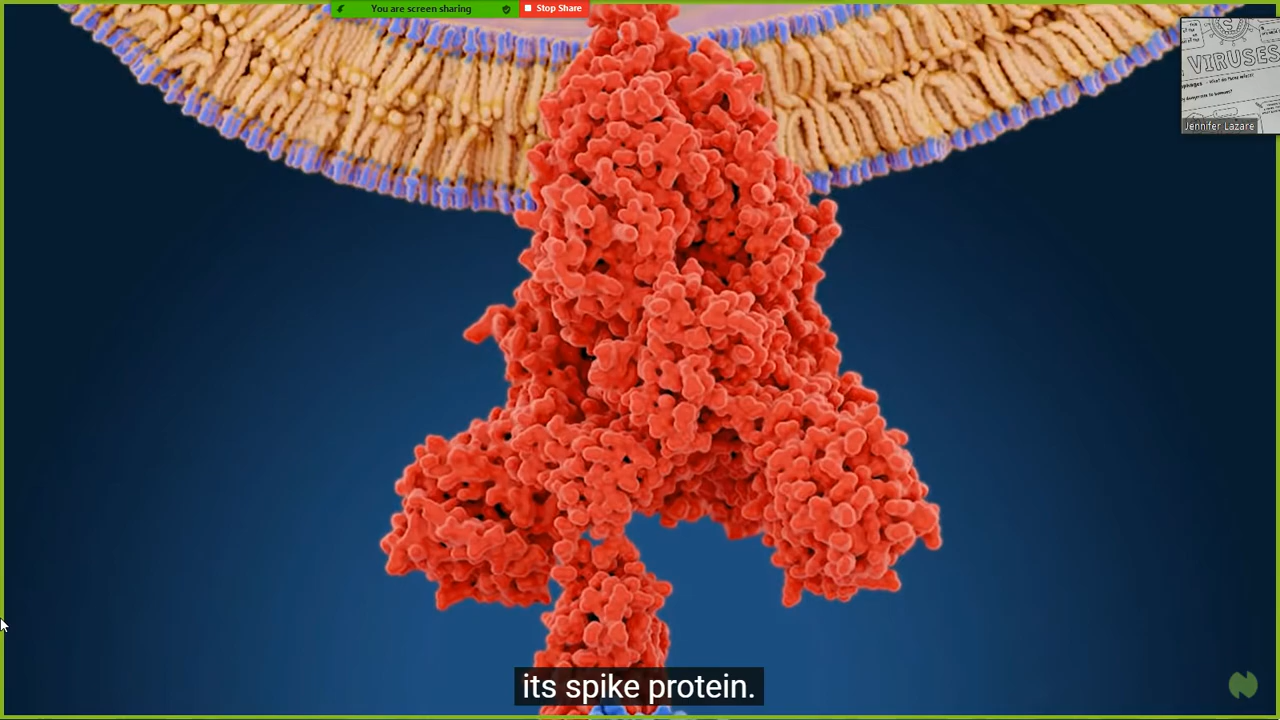 You are screen sharing
Stop Share
VIRUSES
Jennifer Lazare
its spike protein.